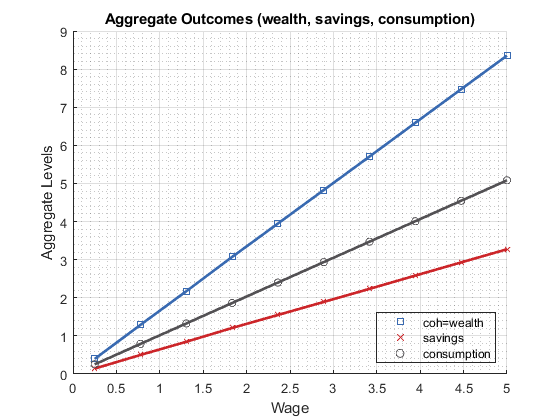 Aggregate Outcomes (wealth, savings, consumption)
9
8
7
6
5
4
3
2
1
0
Aggregate Levels
0 0.5 1 1.5 2 2.5 3 3.5 4 4.5 5
Wage
coh=wealth
savings
consumption